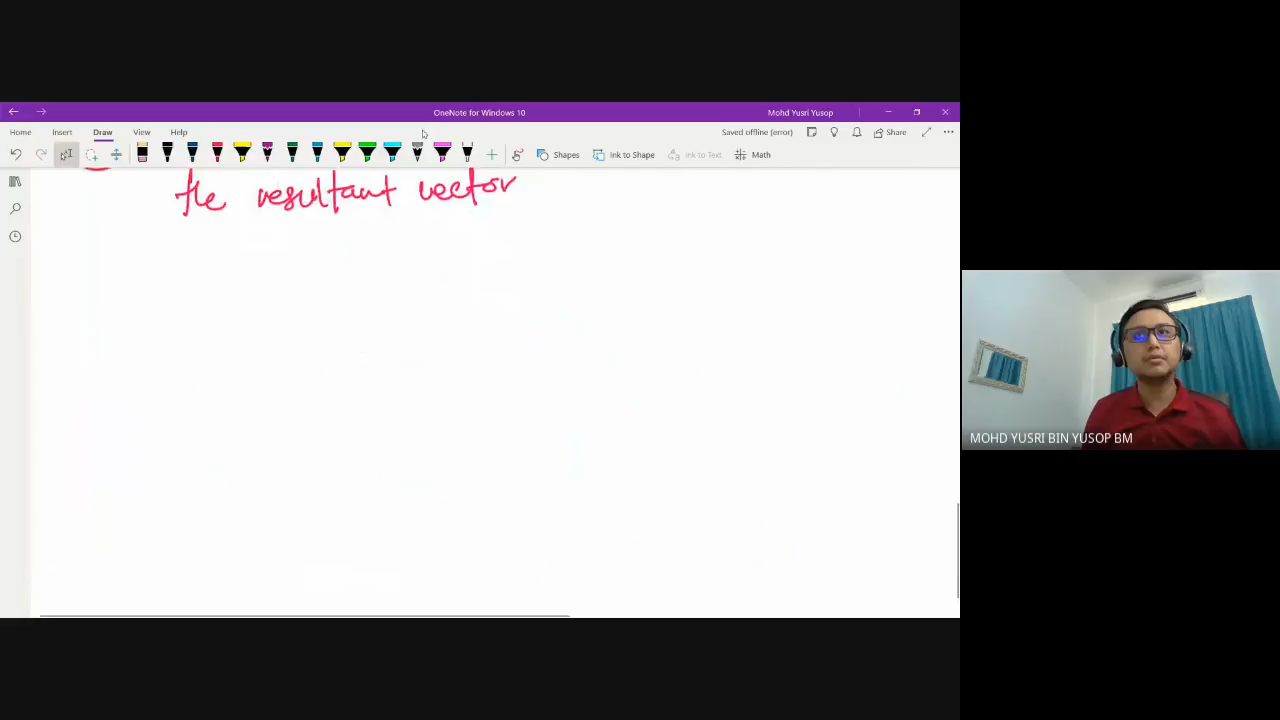 OneNote for Windows 10
Mohd Yusri Yusop
Home Insert Draw View Help
Saved offline (error)
Share
Shapes
Ink to Shape
Ink to Text
Math
the resultant vector
MOHD YUSRI BIN YUSOP BM